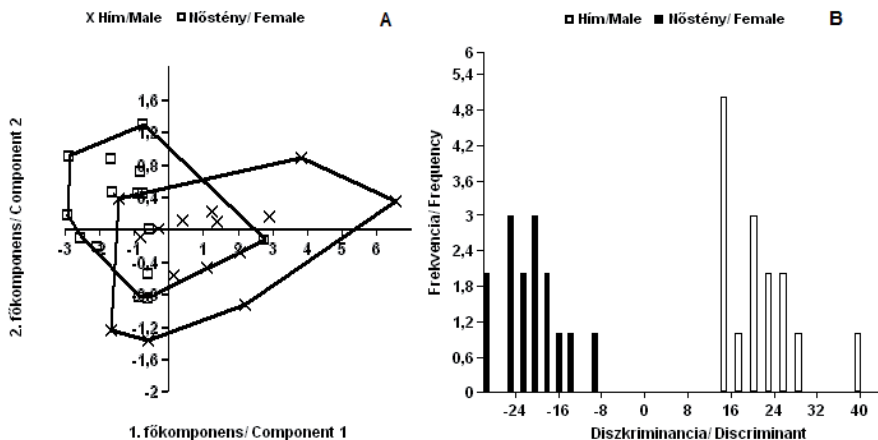 X Hím/Male □ Nőstény/ Female A
2. főkomponens/ Component 2
1,6
1,2
0,8
0,4
-3 -2 -1 1 2 3 4 5 6
-0,4
-0,8
-1,2
-1,6
-2
1. főkomponens/ Component 1
□ Hím/Male ■ Nőstény/ Female B
Frekvencia/ Frequency
6
5,4
4,8
4,2
3,6
3
2,4
1,8
1,2
0,6
0
-24 -16 -8 0 8 16 24 32 40
Diszkriminancia/ Discriminant